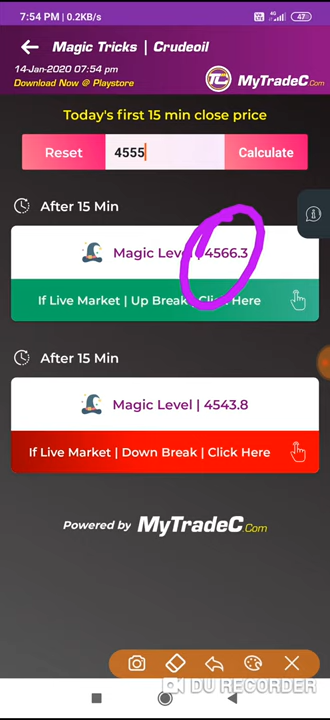 7:54 PM | 0.2KB/s
4G
47
Magic Tricks | Crudeoil
14-Jan-2020 07:54 pm
Download Now @ Playstore
TC
MyTradeC.Com
Today's first 15 min close price
Reset
4555
Calculate
After 15 Min
Magic Level | 4566.3
If Live Market | Up Break | Click Here
After 15 Min
Magic Level | 4543.8
If Live Market | Down Break | Click Here
Powered by MyTradeC.Com
DU RECORDER